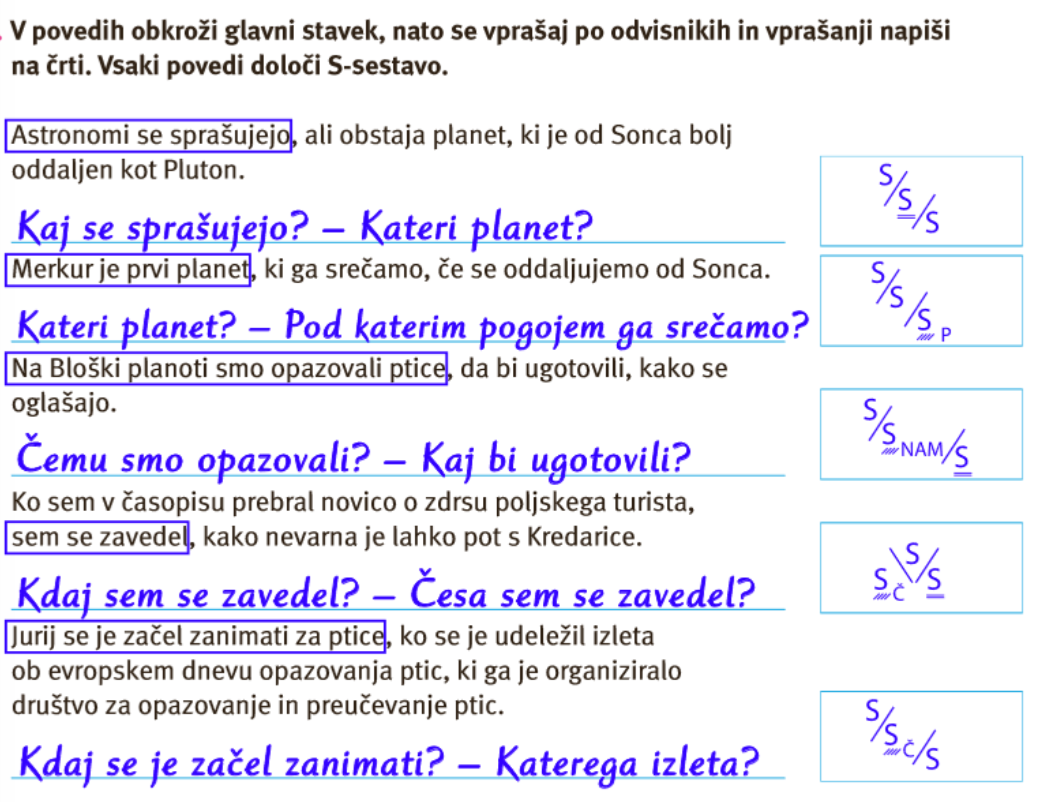 V povedih obkroži glavni stavek, nato se vprašaj po odvisnikih in vprašanji napiši
na črti. Vsaki povedi določi S-sestavo.
Astronomi se sprašujejo, ali obstaja planet, ki je od Sonca bolj
oddaljen kot Pluton.
S/S/S
Kaj se sprašujejo? – Kateri planet?
Merkur je prvi planet, ki ga srečamo, če se oddaljujemo od Sonca.
S/S/S P
Kateri planet? – Pod katerim pogojem ga srečamo?
Na Bloški planoti smo opazovali ptice, da bi ugotovili, kako se
oglašajo.
S/S NAM/S
Čemu smo opazovali? – Kaj bi ugotovili?
Ko sem v časopisu prebral novico o zdrsu poljskega turista,
sem se zavedel, kako nevarna je lahko pot s Kredarice.
S Č\S/S
Kdaj sem se zavedel? – Česa sem se zavedel?
Jurij se je začel zanimati za ptice, ko se je udeležil izleta
ob evropskem dnevu opazovanja ptic, ki ga je organiziralo
društvo za opazovanje in preučevanje ptic.
S/S Č/S
Kdaj se je začel zanimati? – Katerega izleta?